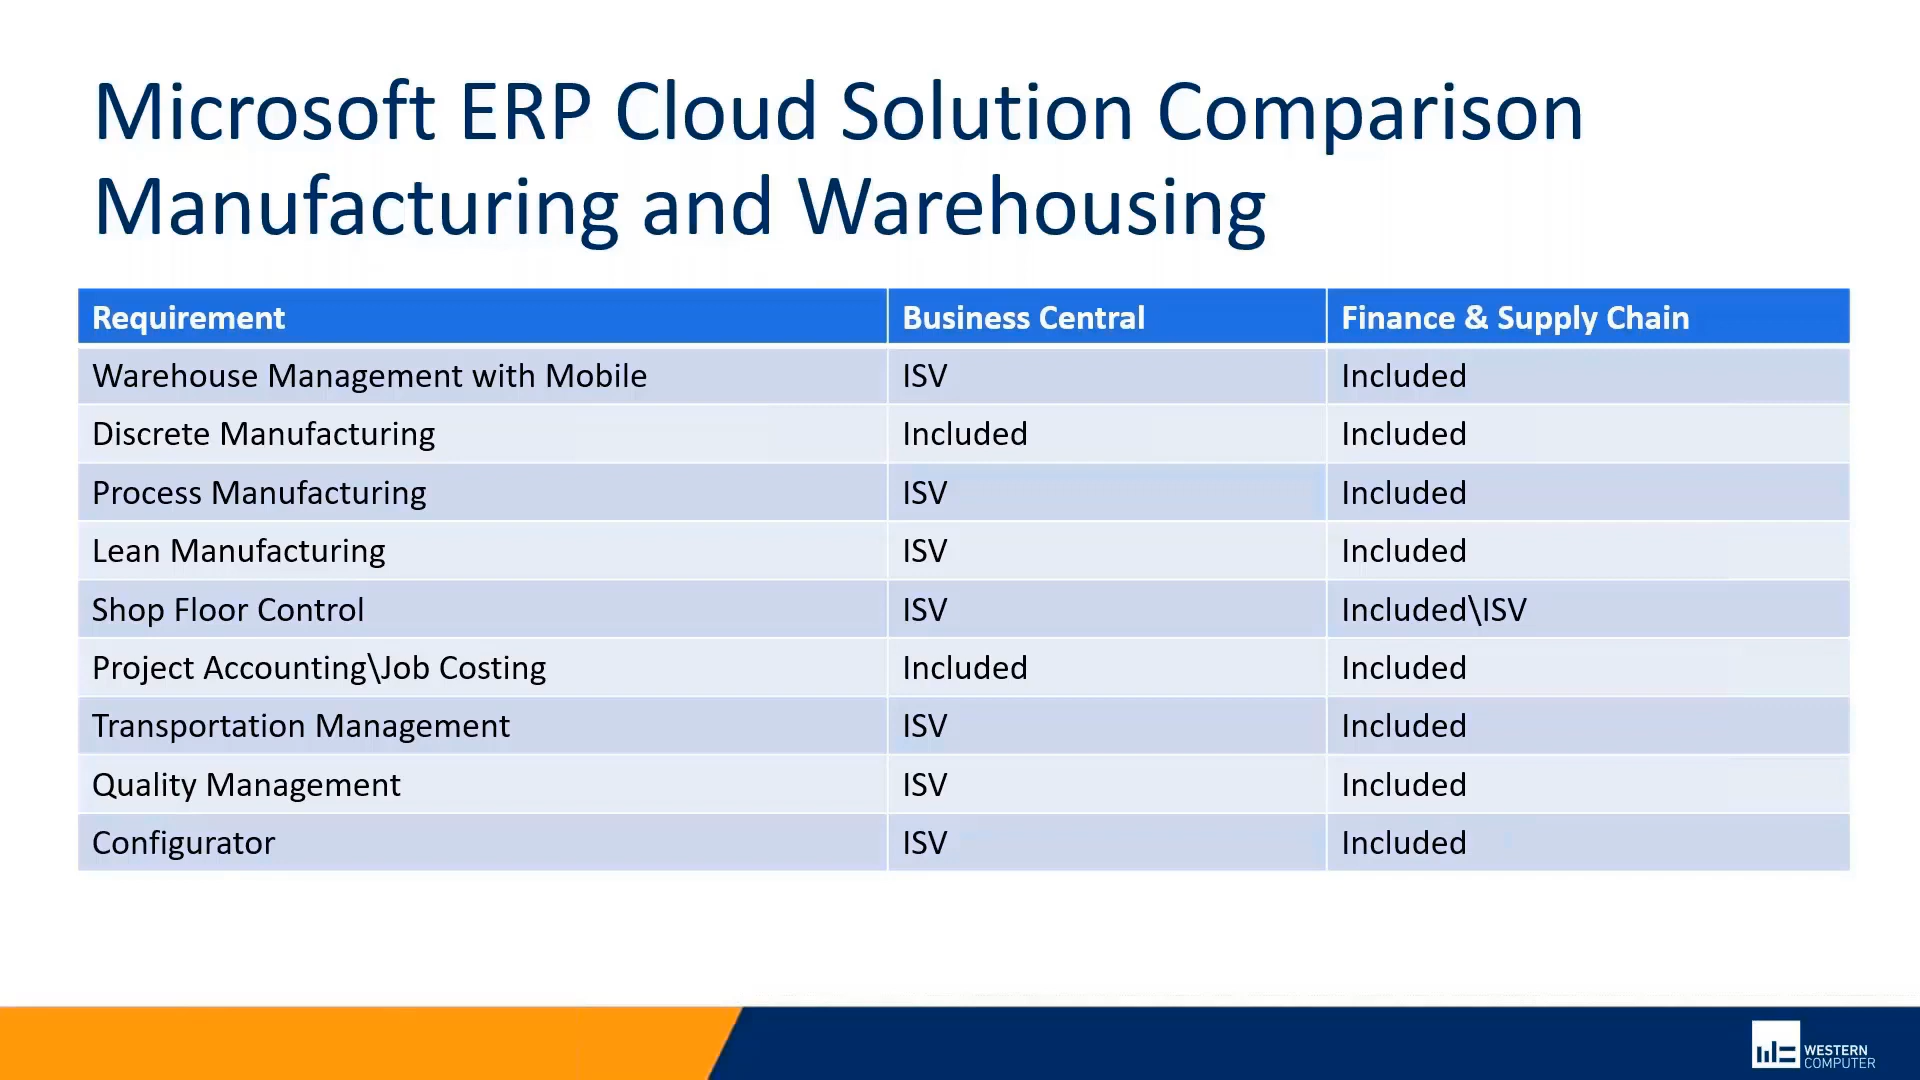 Microsoft ERP Cloud Solution Comparison
Manufacturing and Warehousing
Requirement Business Central Finance & Supply Chain
Warehouse Management with Mobile ISV Included
Discrete Manufacturing Included Included
Process Manufacturing ISV Included
Lean Manufacturing ISV Included
Shop Floor Control ISV Included\ISV
Project Accounting\Job Costing Included Included
Transportation Management ISV Included
Quality Management ISV Included
Configurator ISV Included
WESTERN
COMPUTER